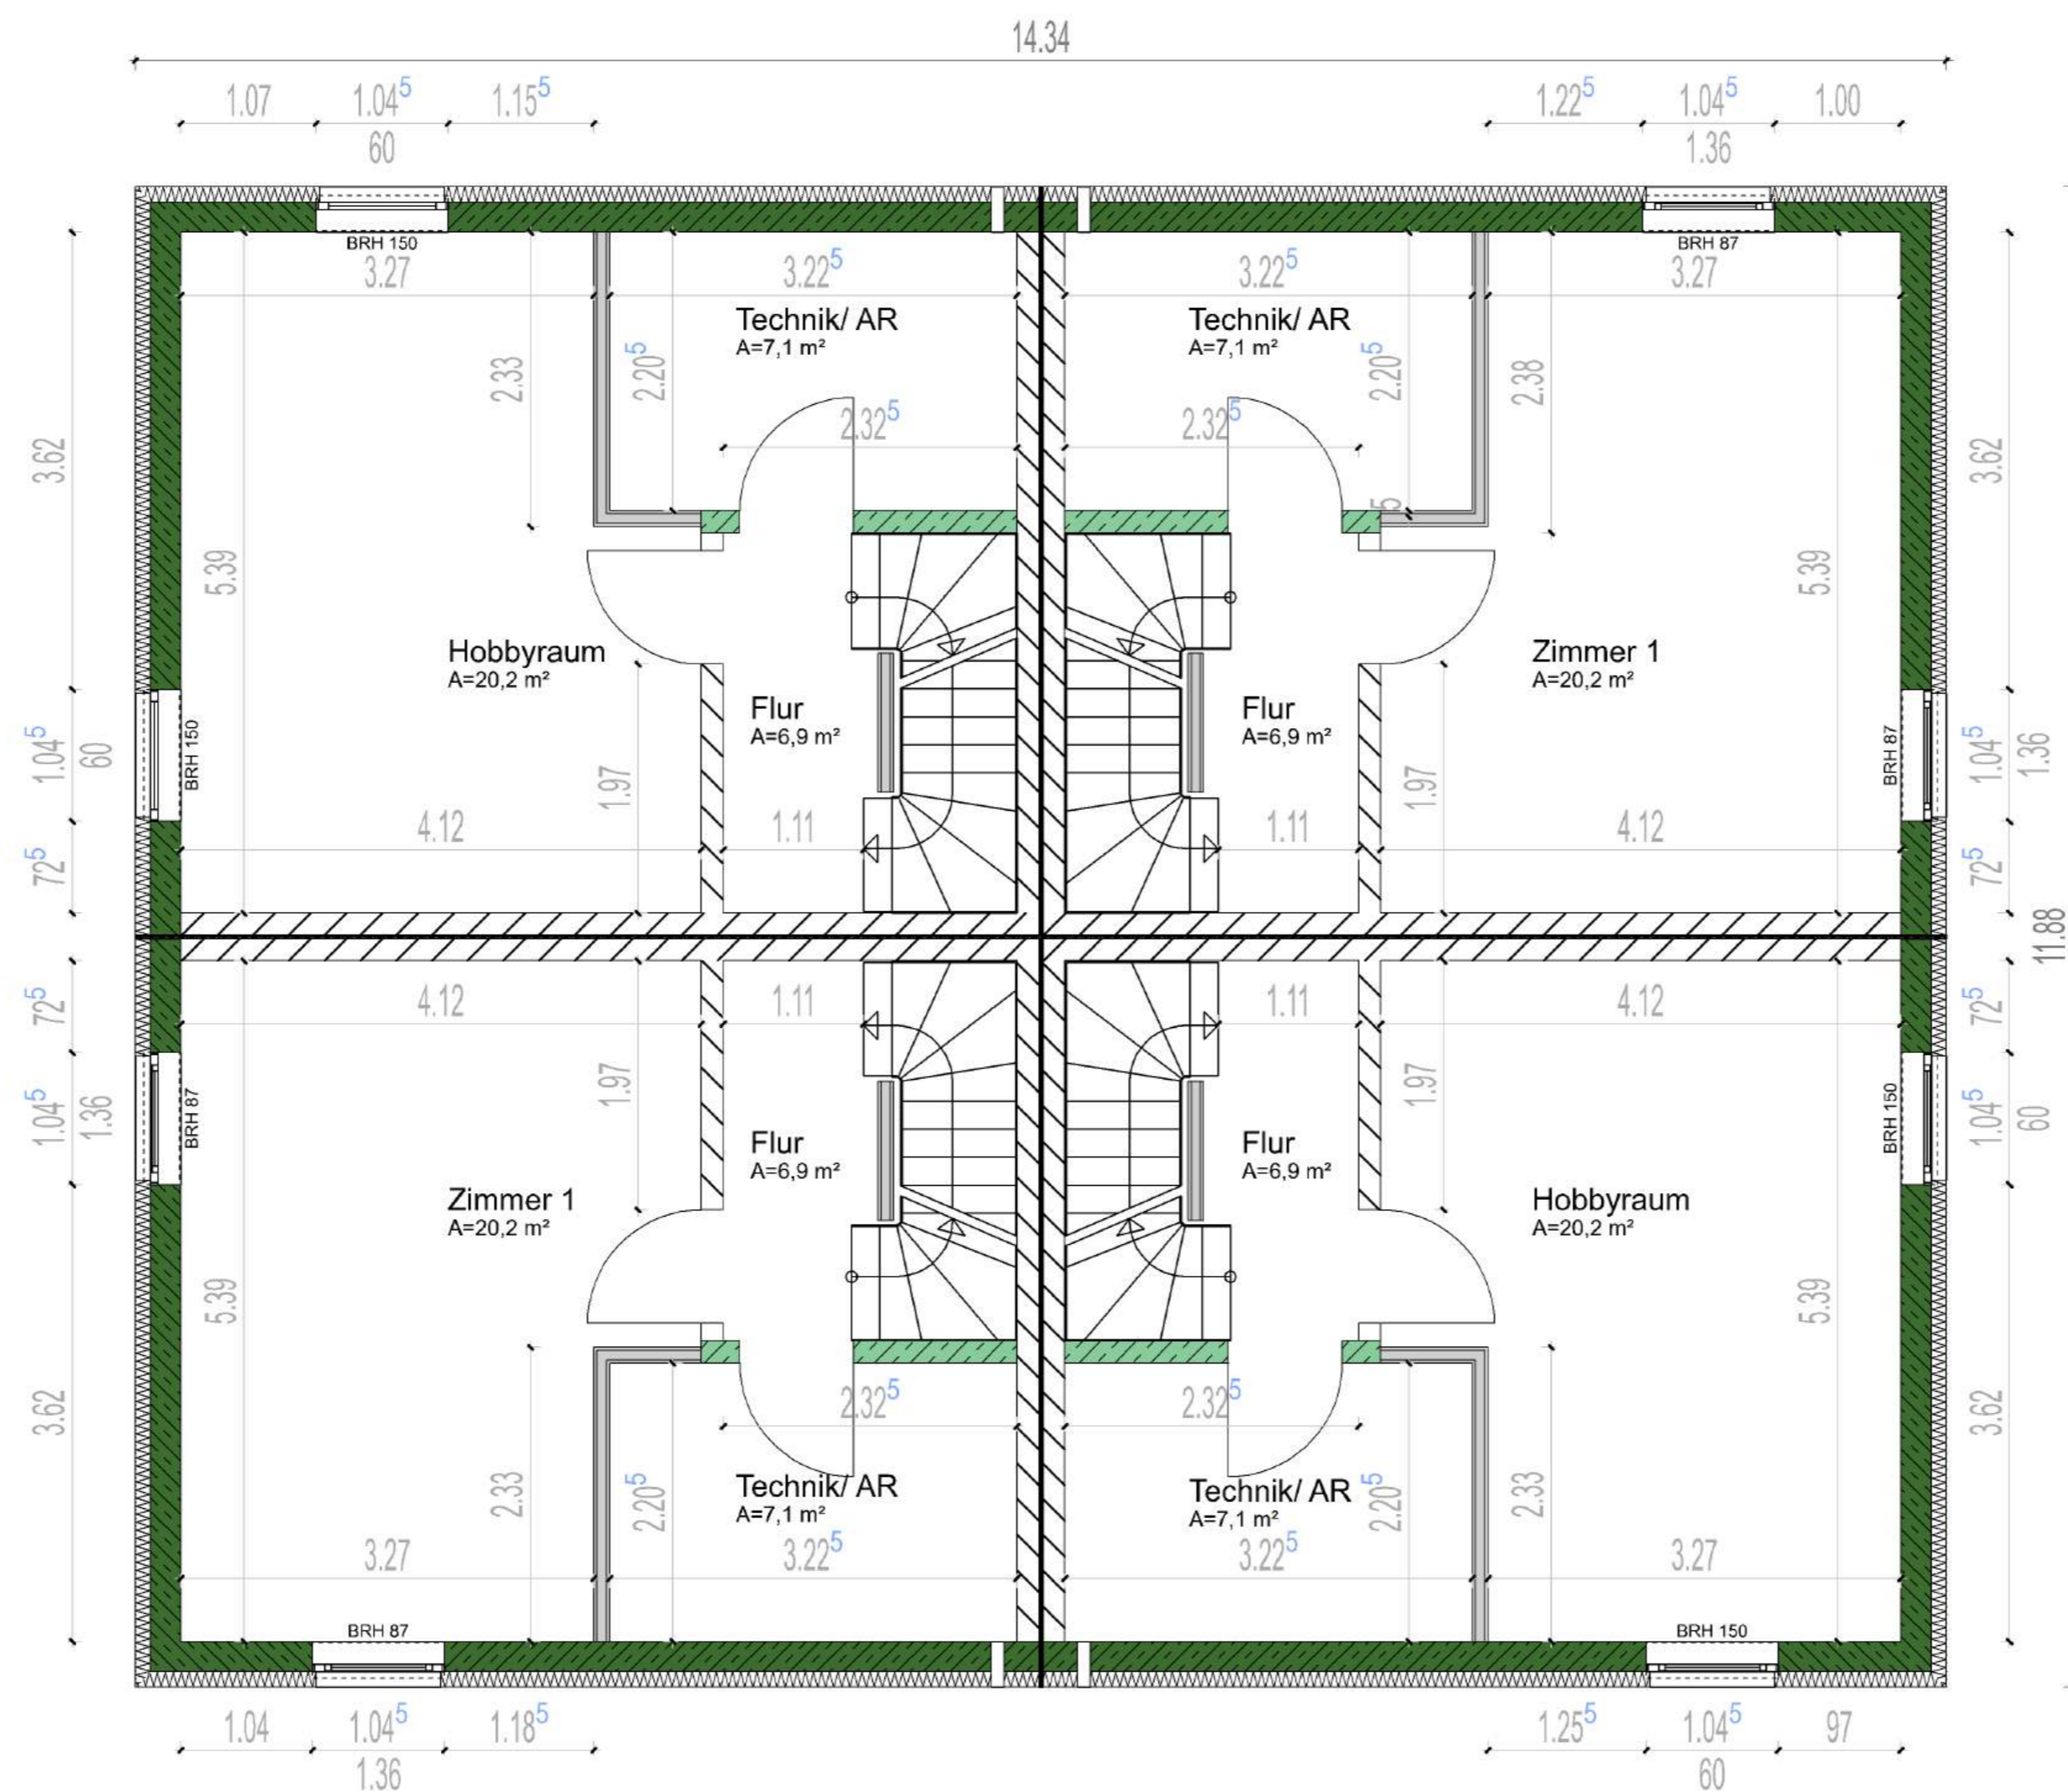 14.34
1.07 1.04⁵ 1.15⁵ 1.22⁵ 1.04⁵ 1.00
60 1.36
BRH 150 BRH 87
3.27 3.22⁵ 3.22⁵ 3.27
Technik/ AR Technik/ AR
A=7,1 m² A=7,1 m²
2.33 2.20⁵ 2.20⁵ 2.38
2.32⁵ 2.32⁵
3.62 3.62
5
5.39 5.39
Hobbyraum Zimmer 1
A=20,2 m² A=20,2 m²
Flur Flur
A=6,9 m² A=6,9 m²
1.04⁵ 60 BRH 150 BRH 87 1.04⁵ 1.36
1.97 1.97
4.12 1.11 1.11 4.12
72⁵ 72⁵
11.88
4.12 1.11 1.11 4.12
72⁵ 72⁵
1.97 1.97
1.04⁵ 1.36 BRH 87 BRH 150 1.04⁵ 60
Flur Flur
A=6,9 m² A=6,9 m²
Zimmer 1 Hobbyraum
A=20,2 m² A=20,2 m²
5.39 5.39
3.62 3.62
2.32⁵ 2.32⁵
2.33 2.20⁵ 2.20⁵ 2.33
Technik/ AR Technik/ AR
A=7,1 m² A=7,1 m²
3.27 3.22⁵ 3.22⁵ 3.27
BRH 87 BRH 150
1.04 1.04⁵ 1.18⁵ 1.25⁵ 1.04⁵ 97
1.36 60